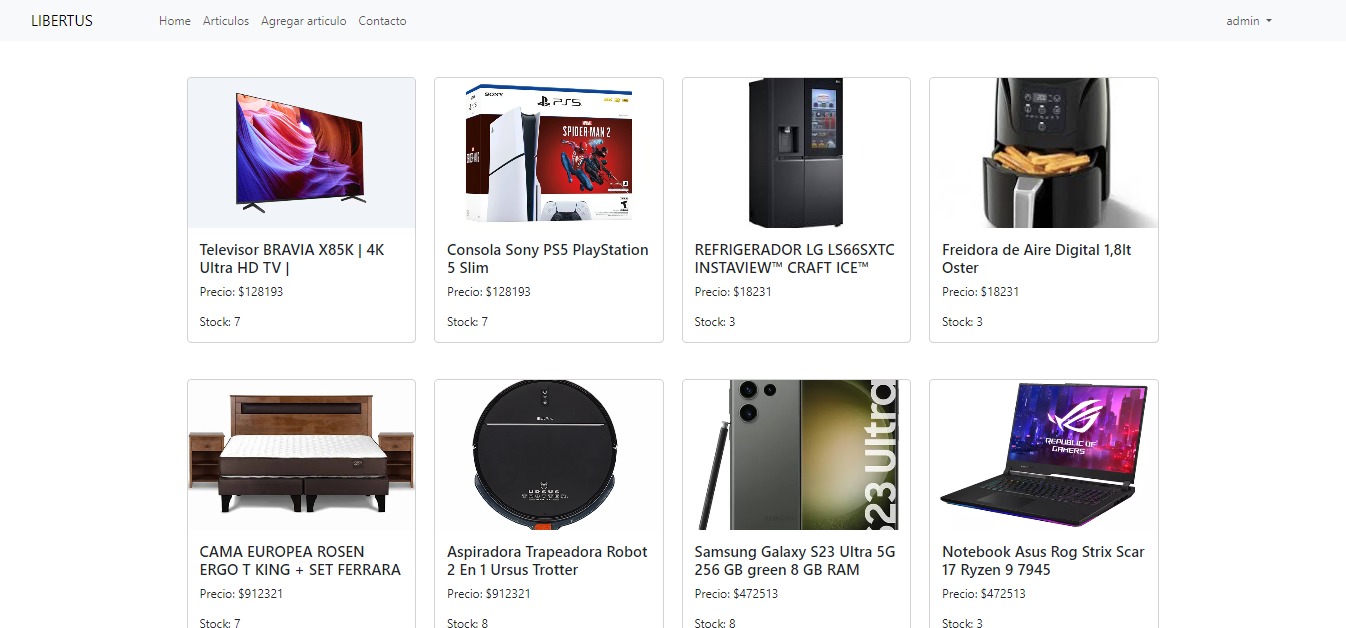 LIBERTUS
Home
Articulos
Agregar articulo
Contacto
admin
SONY
PS5
SPIDER-MAN 2
Televisor BRAVIA X85K | 4K
Ultra HD TV |
Precio: $128193
Stock: 7
Consola Sony PS5 PlayStation
5 Slim
Precio: $128193
Stock: 7
REFRIGERADOR LG LS66SXTC
INSTAVIEW™ CRAFT ICE™
Precio: $18231
Stock: 3
Freidora de Aire Digital 1,8lt
Oster
Precio: $18231
Stock: 3
URSUS
TROTTER
S23 Ultra
REPUBLIC OF
GAMERS
CAMA EUROPEA ROSEN
ERGO T KING + SET FERRARA
Precio: $912321
Stock: 7
Aspiradora Trapeadora Robot
2 En 1 Ursus Trotter
Precio: $912321
Stock: 8
Samsung Galaxy S23 Ultra 5G
256 GB green 8 GB RAM
Precio: $472513
Stock: 8
Notebook Asus Rog Strix Scar
17 Ryzen 9 7945
Precio: $472513
Stock: 3